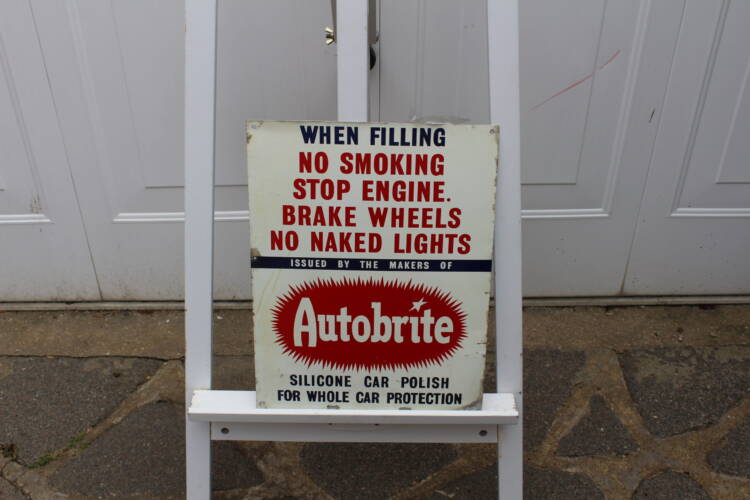 WHEN FILLING
NO SMOKING
STOP ENGINE.
BRAKE WHEELS
NO NAKED LIGHTS
ISSUED BY THE MAKERS OF
Autobrite
SILICONE CAR POLISH
FOR WHOLE CAR PROTECTION